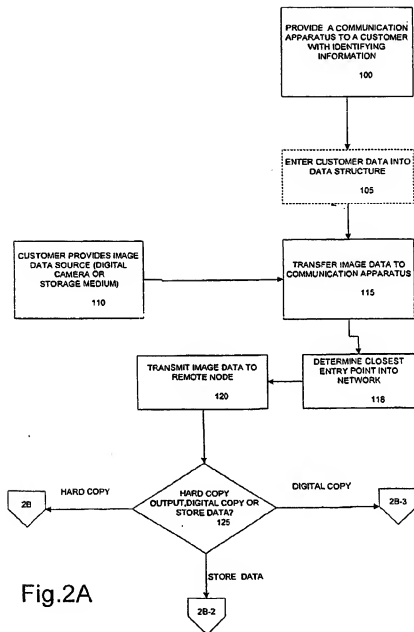 PROVIDE A COMMUNICATION
APPARATUS TO A CUSTOMER
WITH IDENTIFYING
INFORMATION
100
ENTER CUSTOMER DATA INTO
DATA STRUCTURE
105
CUSTOMER PROVIDES IMAGE
DATA SOURCE (DIGITAL
CAMERA OR
STORAGE MEDIUM)
110
TRANSFER IMAGE DATA TO
COMMUNICATION APPARATUS
115
TRANSMIT IMAGE DATA TO
REMOTE NODE
120
DETERMINE CLOSEST
ENTRY POINT INTO
NETWORK
118
HARD COPY
HARD COPY
OUTPUT,DIGITAL COPY OR
STORE DATA?
125
DIGITAL COPY
2B
2B-3
STORE DATA
2B-2
Fig.2A